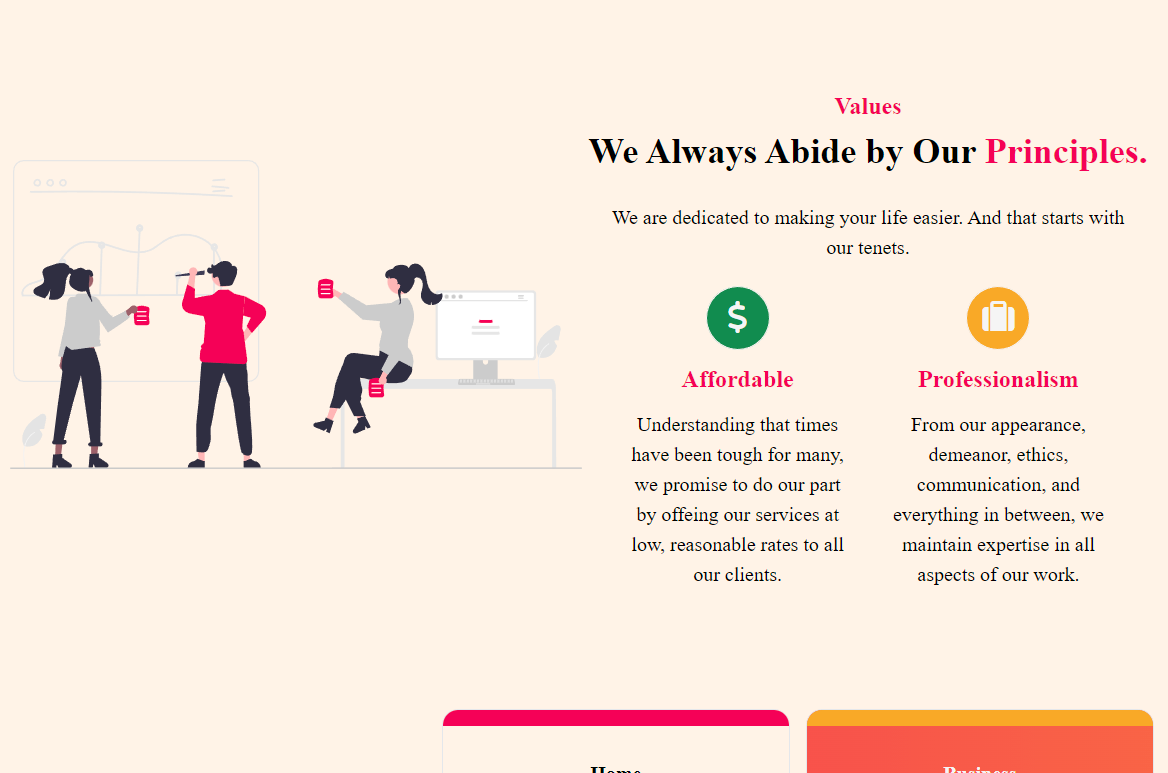 Values
We Always Abide by Our Principles.
We are dedicated to making your life easier. And that starts with
our tenets.
Affordable
Understanding that times
have been tough for many,
we promise to do our part
by offeing our services at
low, reasonable rates to all
our clients.
Professionalism
From our appearance,
demeanor, ethics,
communication, and
everything in between, we
maintain expertise in all
aspects of our work.
Home
Business